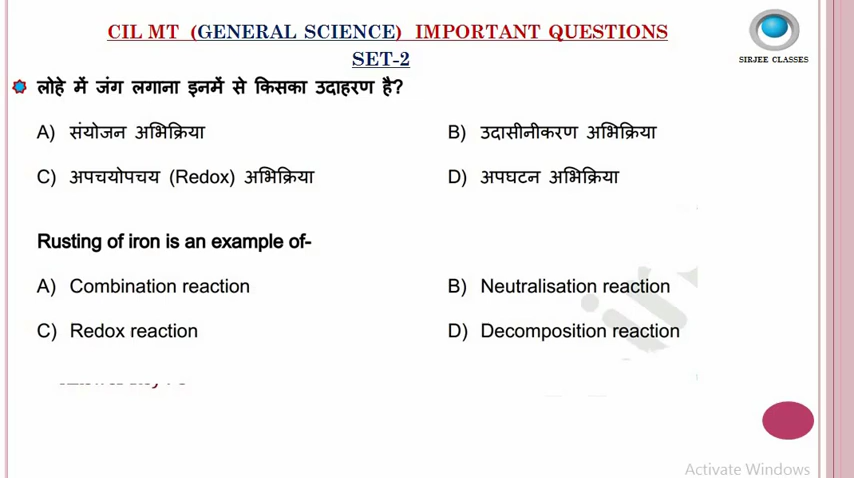 CIL MT (GENERAL SCIENCE) IMPORTANT QUESTIONS
SET-2
SIRJEE CLASSES
लोहे में जंग लगाना इनमें से किसका उदाहरण है?
A) संयोजन अभिक्रिया
B) उदासीनीकरण अभिक्रिया
C) अपचयोपचय (Redox) अभिक्रिया
D) अपघटन अभिक्रिया
Rusting of iron is an example of-
A) Combination reaction
B) Neutralisation reaction
C) Redox reaction
D) Decomposition reaction
Activate Windows